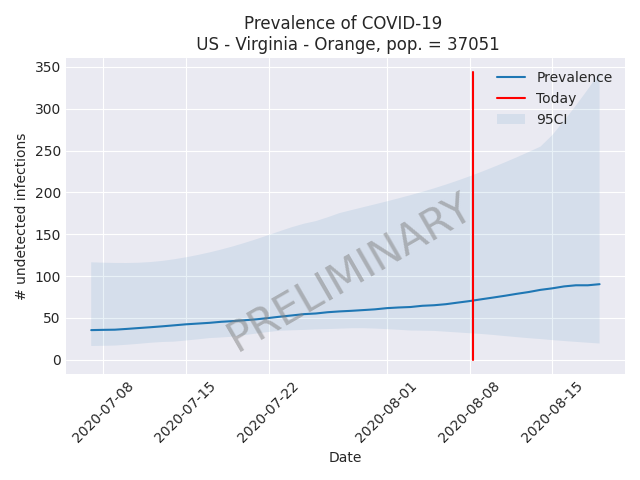 Prevalence of COVID-19
US - Virginia - Orange, pop. = 37051
350
300
250
200
150
100
50
0
# undetected infections
Prevalence
Today
95CI
PRELIMINARY
2020-07-08
2020-07-15
2020-07-22
2020-08-01
2020-08-08
2020-08-15
Date